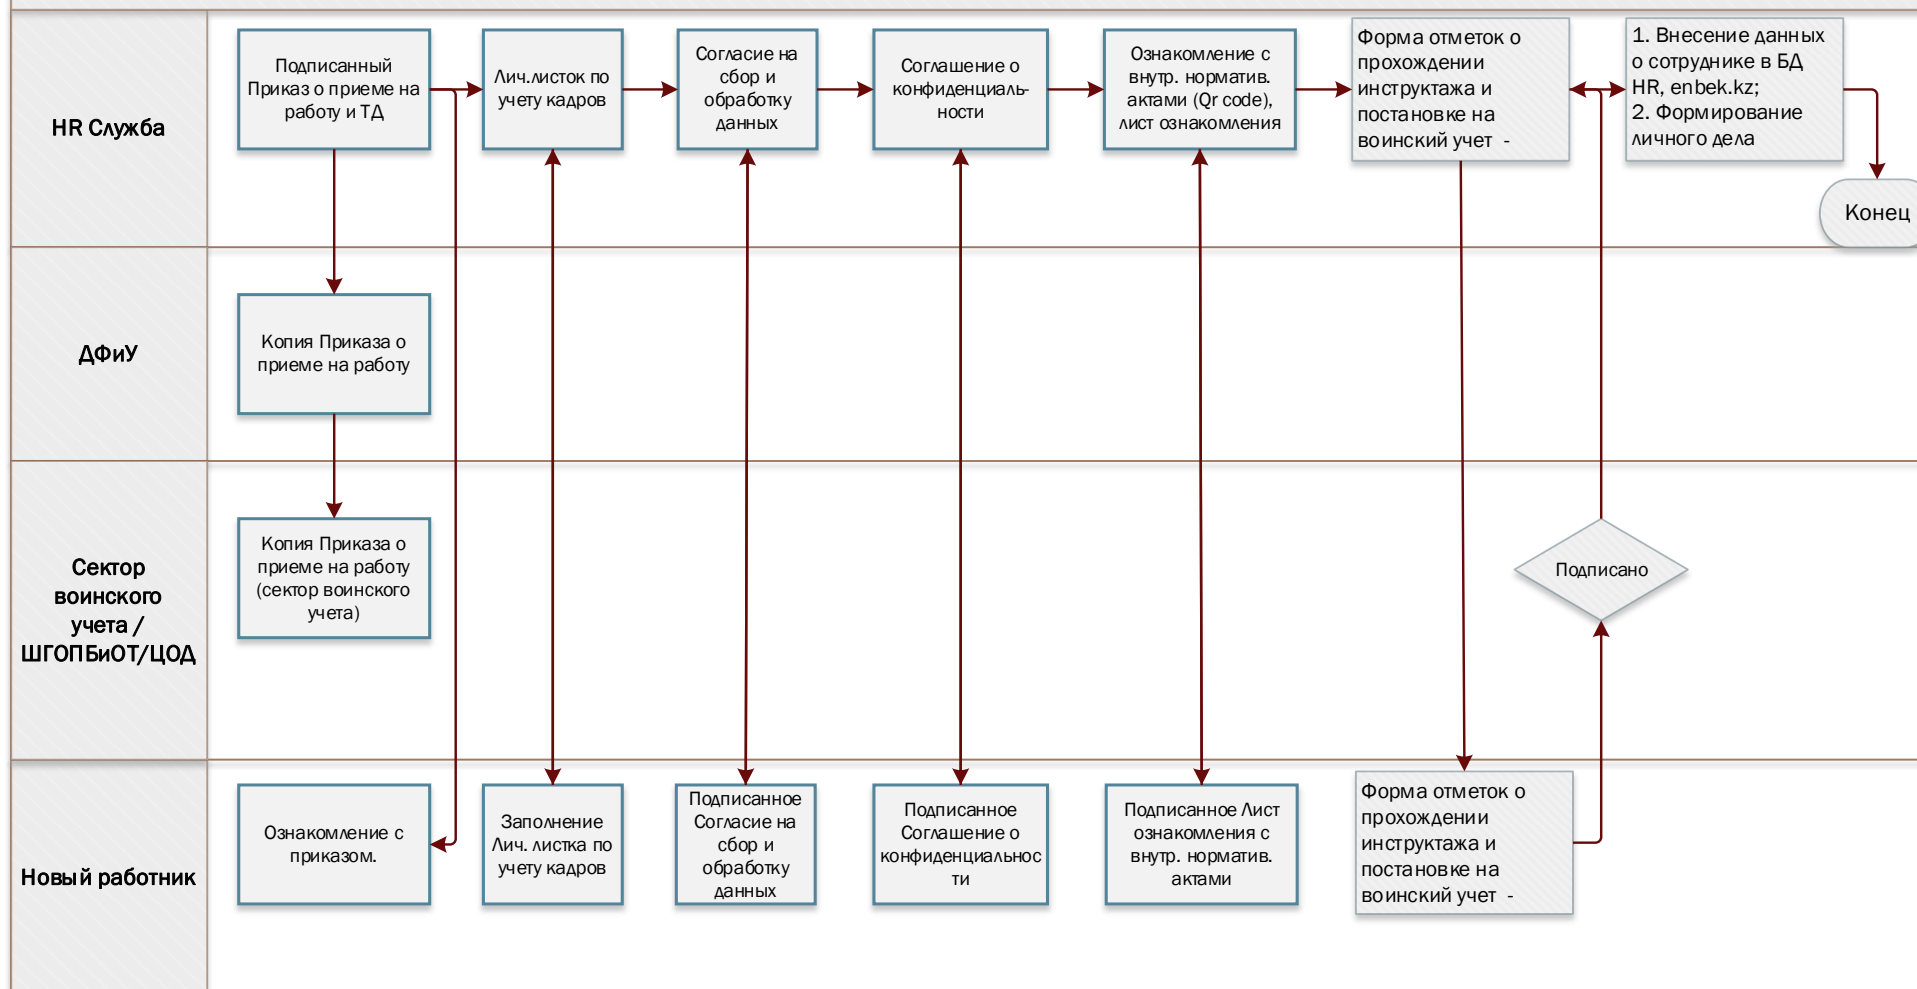 HR Служба
Подписанный
Приказ о приеме на
работу и ТД
Лич.листок по
учету кадров
Согласие на
сбор и
обработку
данных
Соглашение о
конфиденциаль-
ности
Ознакомление с
внутр. норматив.
актами (Qr code),
лист ознакомления
Форма отметок о
прохождении
инструктажа и
постановке на
воинский учет -
1. Внесение данных
о сотруднике в БД
HR, enbek.kz;
2. Формирование
личного дела
Конец
ДФиУ
Копия Приказа о
приеме на работу
Сектор
воинского
учета /
ШГОПБиОТ/ЦОД
Копия Приказа о
приеме на работу
(сектор воинского
учета)
Подписано
Новый работник
Ознакомление с
приказом.
Заполнение
Лич. листка по
учету кадров
Подписанное
Согласие на
сбор и
обработку
данных
Подписанное
Соглашение о
конфиденциальнос
ти
Подписанное Лист
ознакомления с
внутр. норматив.
актами
Форма отметок о
прохождении
инструктажа и
постановке на
воинский учет -